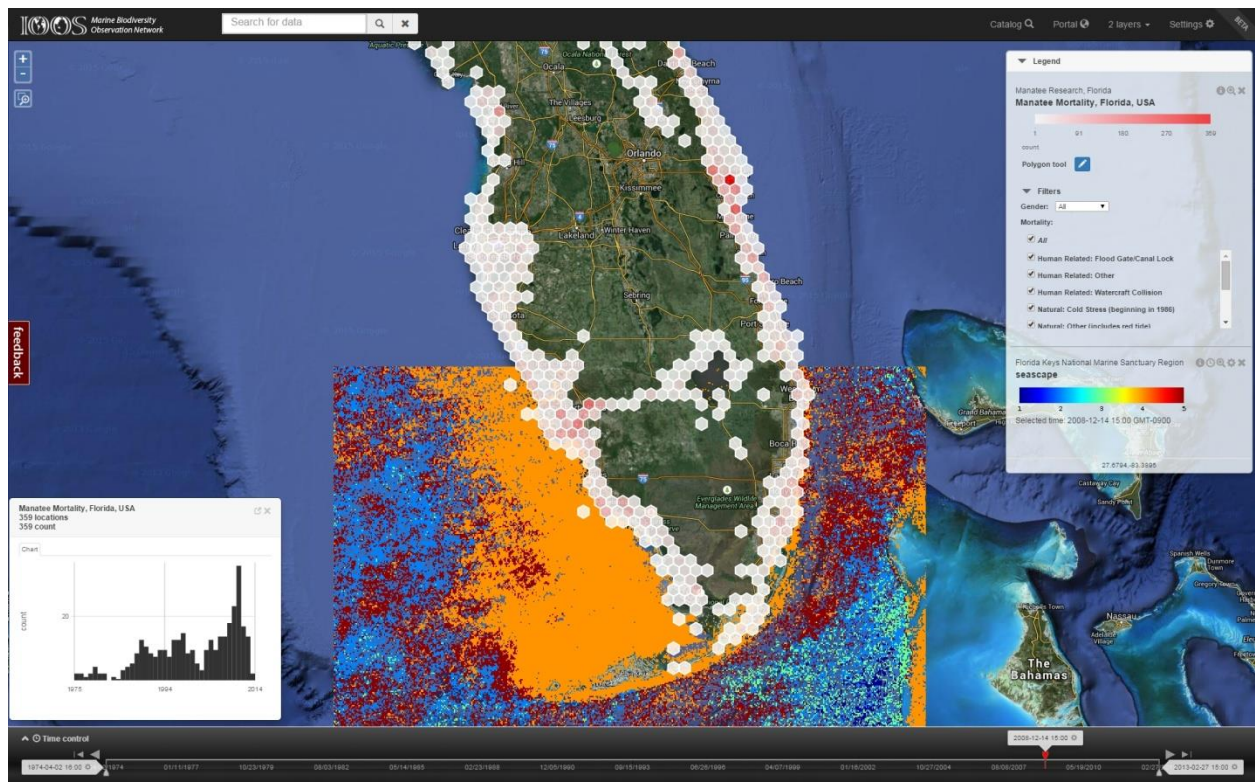 IOOS Marine Biodiversity
Observation Network
Search for data
Catalog
Portal
2 layers
Settings
BETA
+
-
feedback
Ocala
The Villages
Leesburg
Orlando
Kissimmee
Lakeland
Winter Haven
Sebring
Boca R
Everglades Wildlife
Management Area
75
75
4
95
75
Grand Bahama
Freeport
Castaway Cay
Sandy Point
Spanish Wells
Dunmore
Town
Nassau
Adelaide
Village
The
Bahamas
Legend
Manatee Research, Florida
Manatee Mortality, Florida, USA
1 91 180 270 359
count
Polygon tool
Filters
Gender: All
Mortality:
All
Human Related: Flood Gate/Canal Lock
Human Related: Other
Human Related: Watercraft Collision
Natural: Cold Stress (beginning in 1986)
Natural: Other (includes red tide)
Florida Keys National Marine Sanctuary Region
seascape
1 2 3 4 5
Selected time: 2008-12-14 15:00 GMT-0900
27.6794,-83.3995
Manatee Mortality, Florida, USA
359 locations
359 count
Chart
count
20
1975 1994 2014
Time control
2008-12-14 15:00
1974-04-02 16:00
1974 01/11/1977 10/23/1979 08/03/1982 05/14/1985 02/23/1988 12/05/1990 09/15/1993 06/26/1996 04/07/1999 01/16/2002 10/27/2004 08/08/2007 05/19/2010 02/27
2013-02-27 15:00